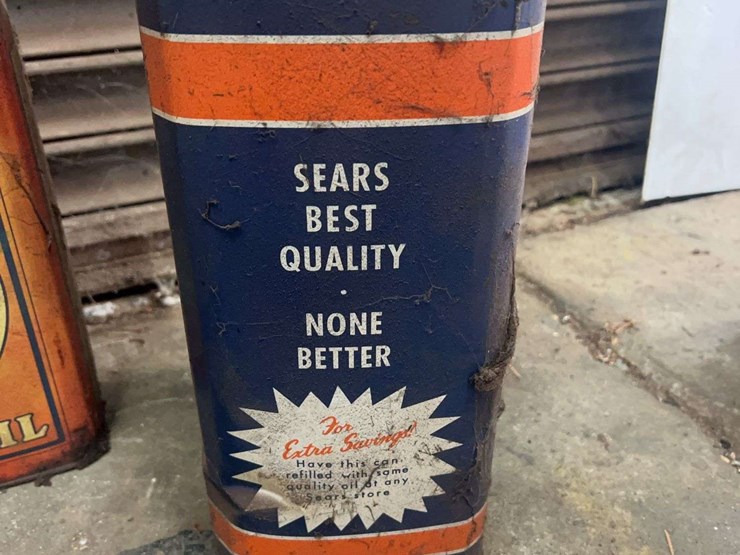 SEARS
BEST
QUALITY
·
NONE
BETTER
For
Extra Savings!
Have this can
refilled with same
quality oil at any
Sears store
IL